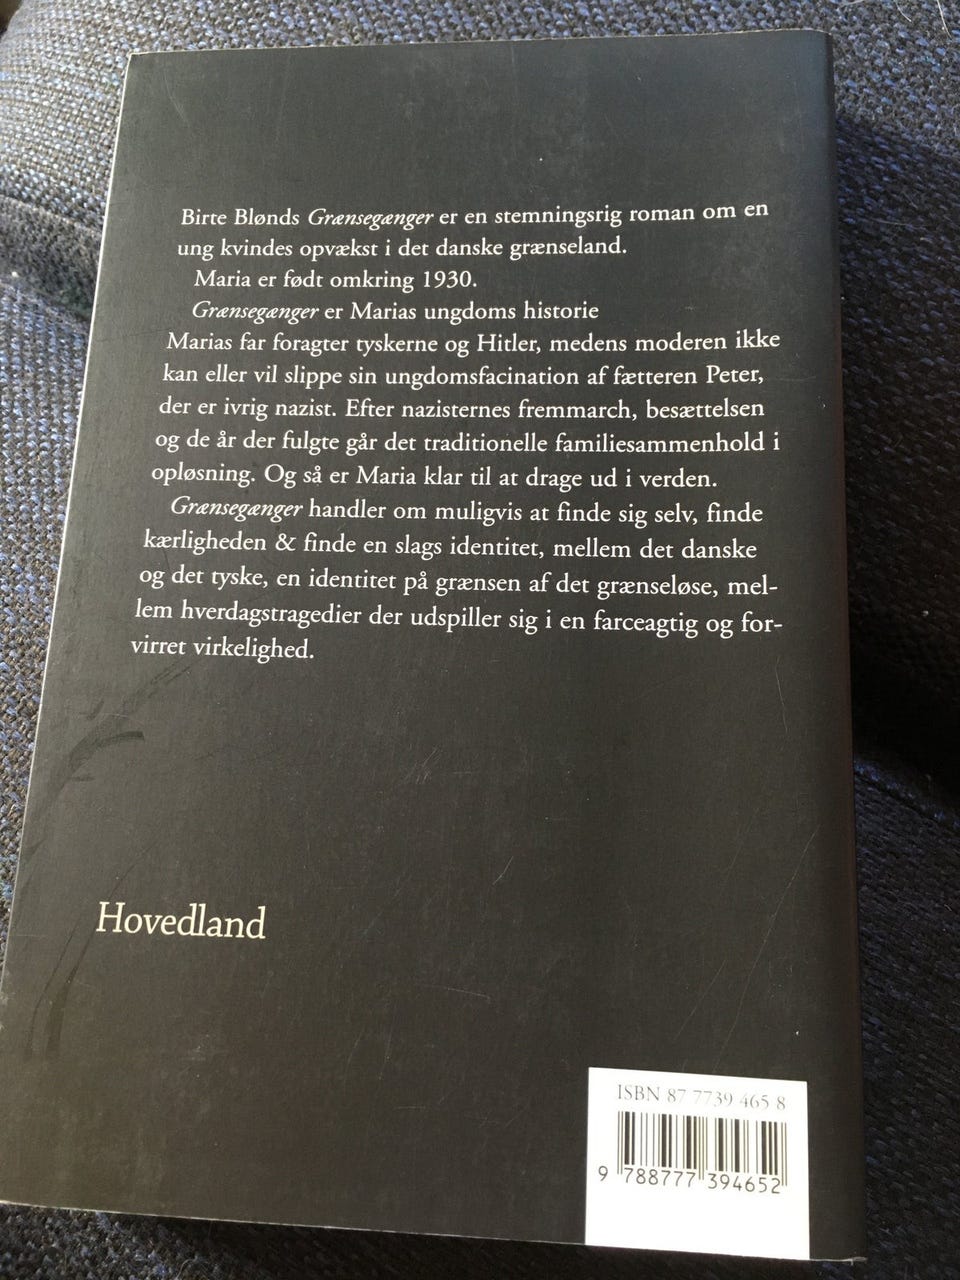 Birte Blønds Grænsegænger er en stemningsrig roman om en
ung kvindes opvækst i det danske grænseland.
Maria er født omkring 1930.
Grænsegænger er Marias ungdoms historie
Marias far foragter tyskerne og Hitler, medens moderen ikke
kan eller vil slippe sin ungdomsfacination af fætteren Peter,
der er ivrig nazist. Efter nazisternes fremmarch, besættelsen
og de år der fulgte går det traditionelle familiesammenhold i
opløsning. Og så er Maria klar til at drage ud i verden.
Grænsegænger handler om muligvis at finde sig selv, finde
kærligheden & finde en slags identitet, mellem det danske
og det tyske, en identitet på grænsen af det grænseløse, mel-
lem hverdagstragedier der udspiller sig i en farceagtig og for-
virret virkelighed.
Hovedland
ISBN 87 7739 465 8
9 788777 394652